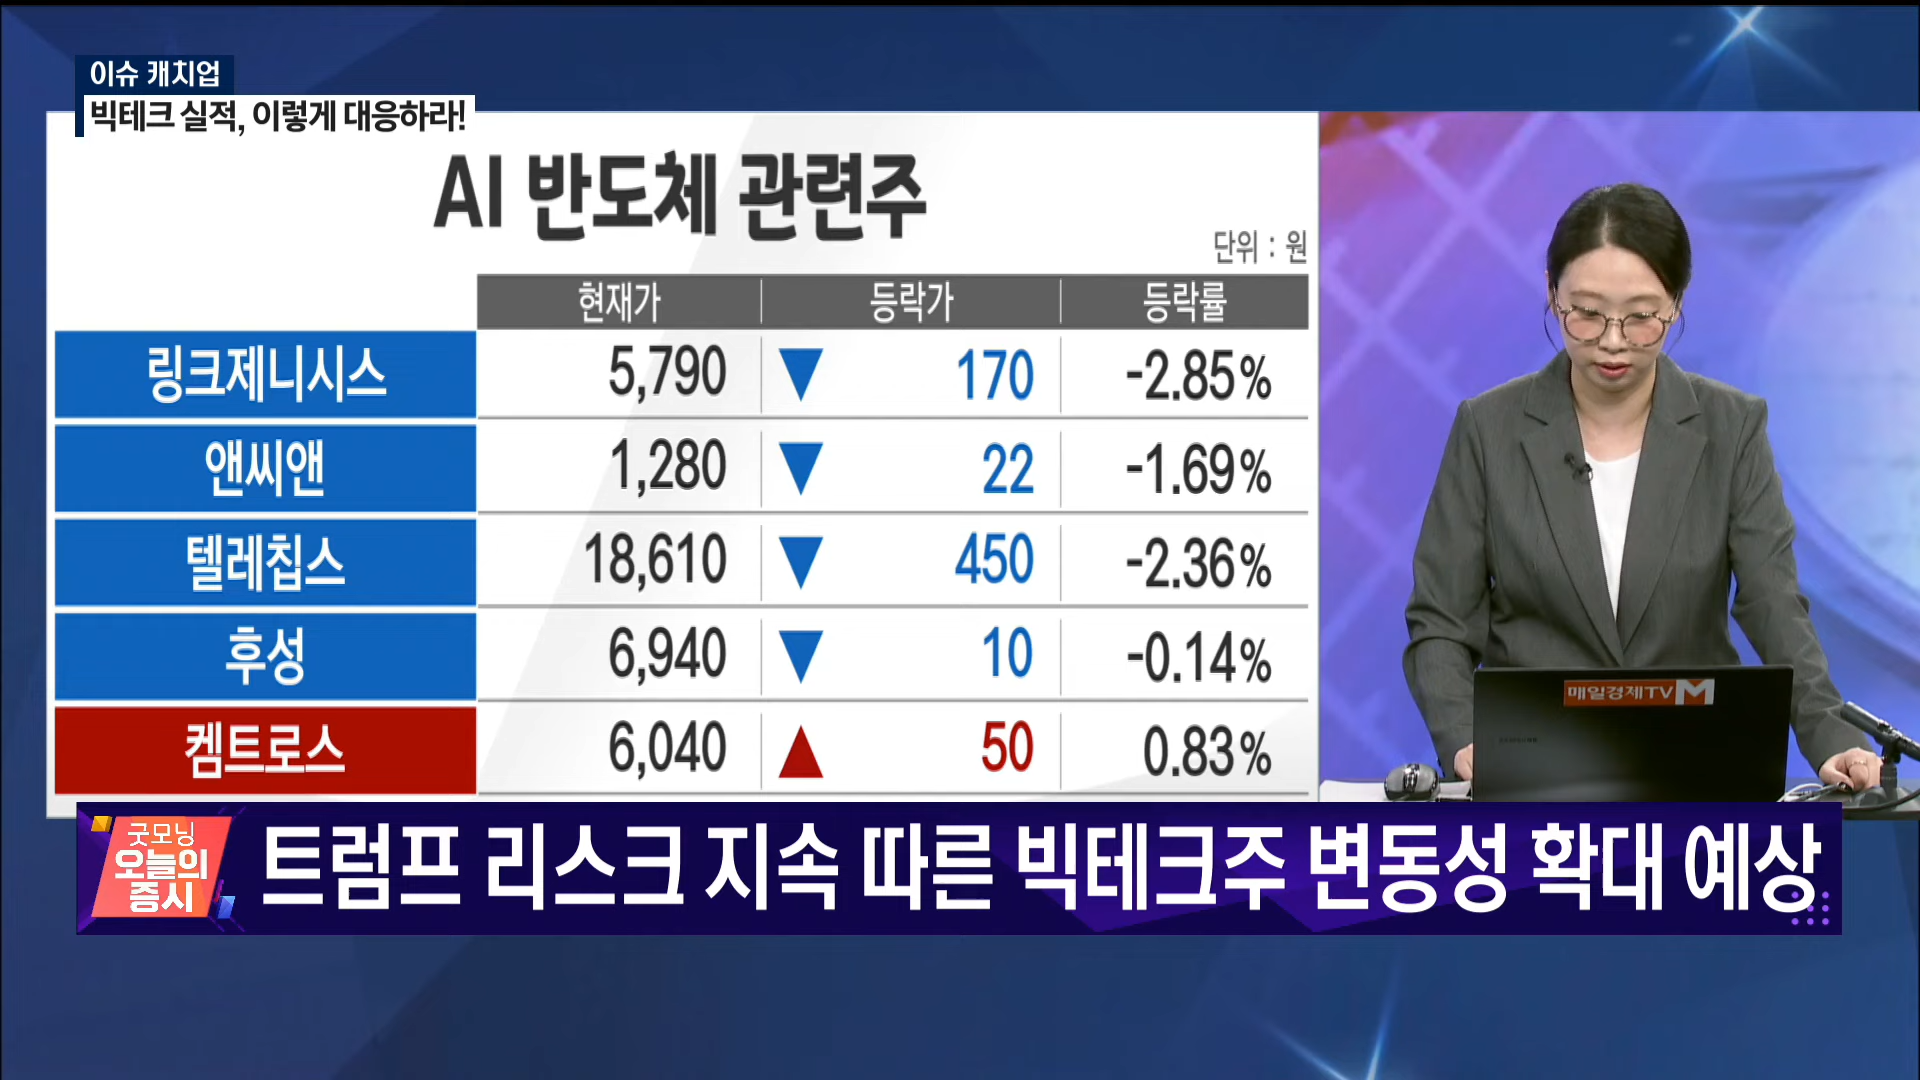 이슈 캐치업
빅테크 실적, 이렇게 대응하라!
AI 반도체 관련주
단위 : 원
현재가 등락가 등락률
링크제니시스 5,790 ▼ 170 -2.85%
앤씨앤 1,280 ▼ 22 -1.69%
텔레칩스 18,610 ▼ 450 -2.36%
후성 6,940 ▼ 10 -0.14%
켐트로스 6,040 ▲ 50 0.83%
매일경제TV M
굿모닝
오늘의
증시
트럼프 리스크 지속 따른 빅테크주 변동성 확대 예상